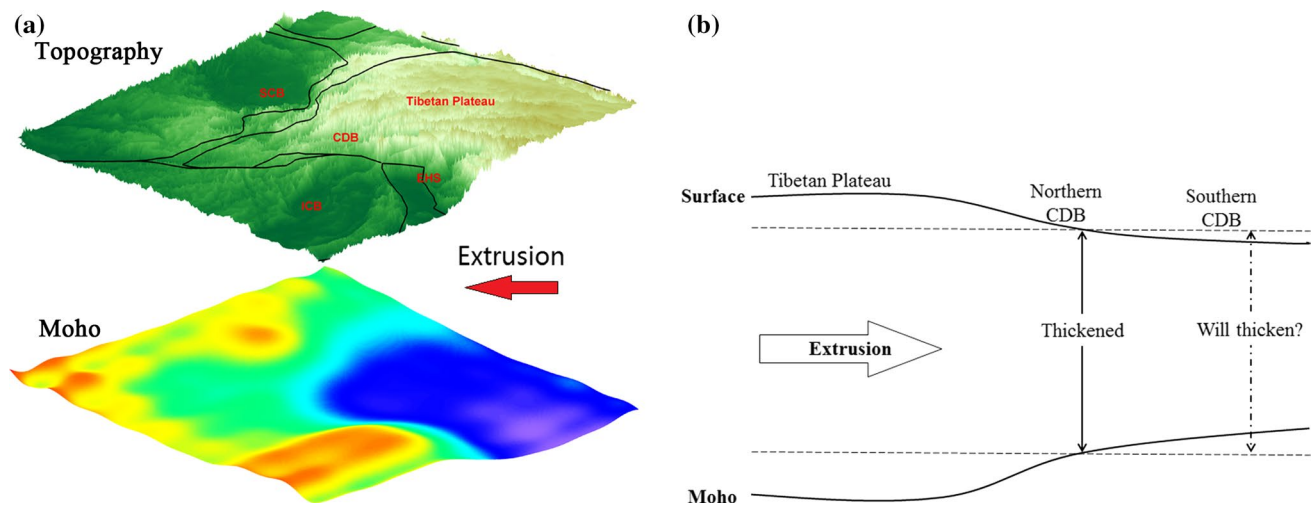 (a)
Topography
SCB
Tibetan Plateau
CDB
EHS
ICB
Extrusion
Moho
(b)
Surface
Tibetan Plateau
Northern
CDB
Southern
CDB
Thickened
Will thicken?
Extrusion
Moho